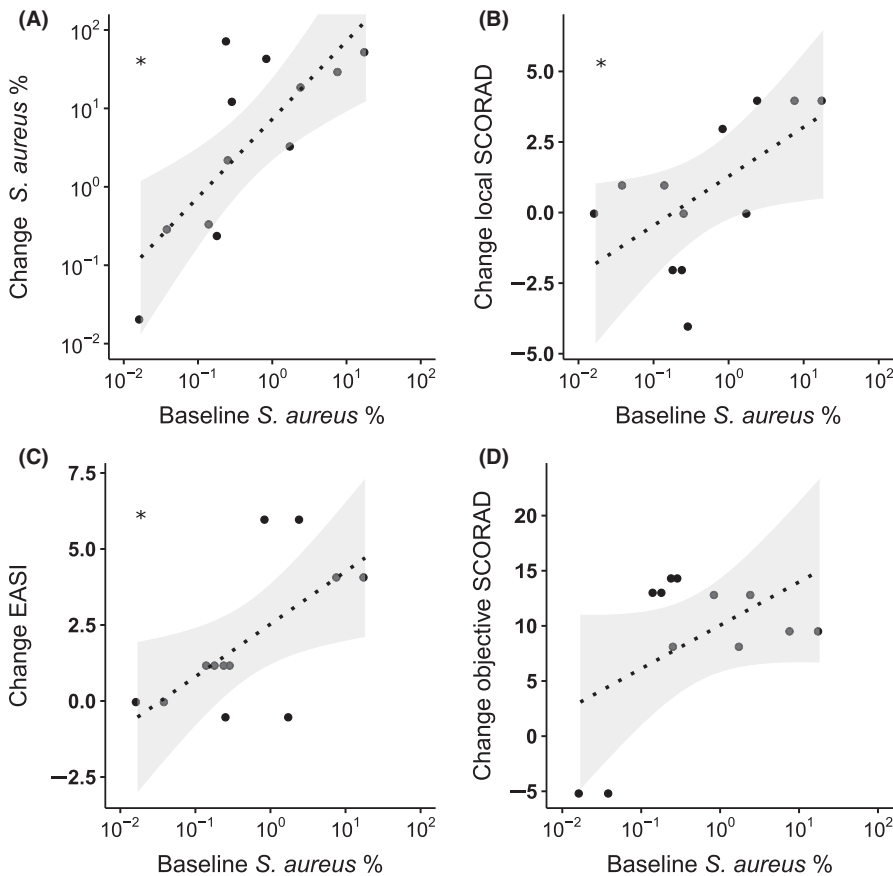 (A)
*
10²
10¹
10⁰
10⁻¹
10⁻²
Change S. aureus %
10⁻² 10⁻¹ 10⁰ 10¹ 10²
Baseline S. aureus %
(B)
*
5.0
2.5
0.0
−2.5
−5.0
Change local SCORAD
10⁻² 10⁻¹ 10⁰ 10¹ 10²
Baseline S. aureus %
(C)
*
7.5
5.0
2.5
0.0
−2.5
Change EASI
10⁻² 10⁻¹ 10⁰ 10¹ 10²
Baseline S. aureus %
(D)
20
15
10
5
0
−5
Change objective SCORAD
10⁻² 10⁻¹ 10⁰ 10¹ 10²
Baseline S. aureus %